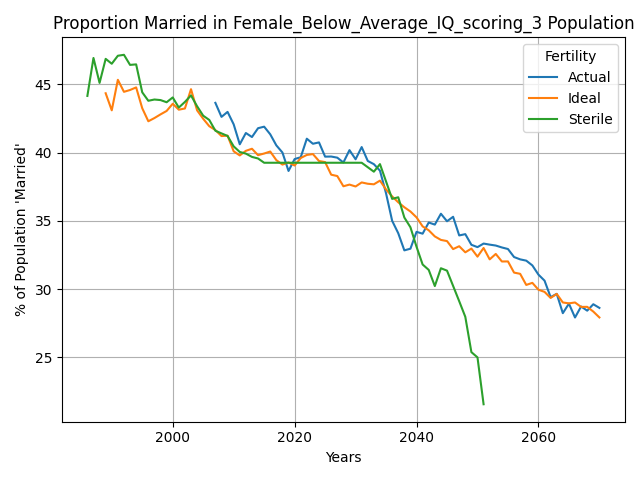 Proportion Married in Female_Below_Average_IQ_scoring_3 Population
Fertility
Actual
Ideal
Sterile
% of Population 'Married'
45
40
35
30
25
2000
2020
2040
2060
Years